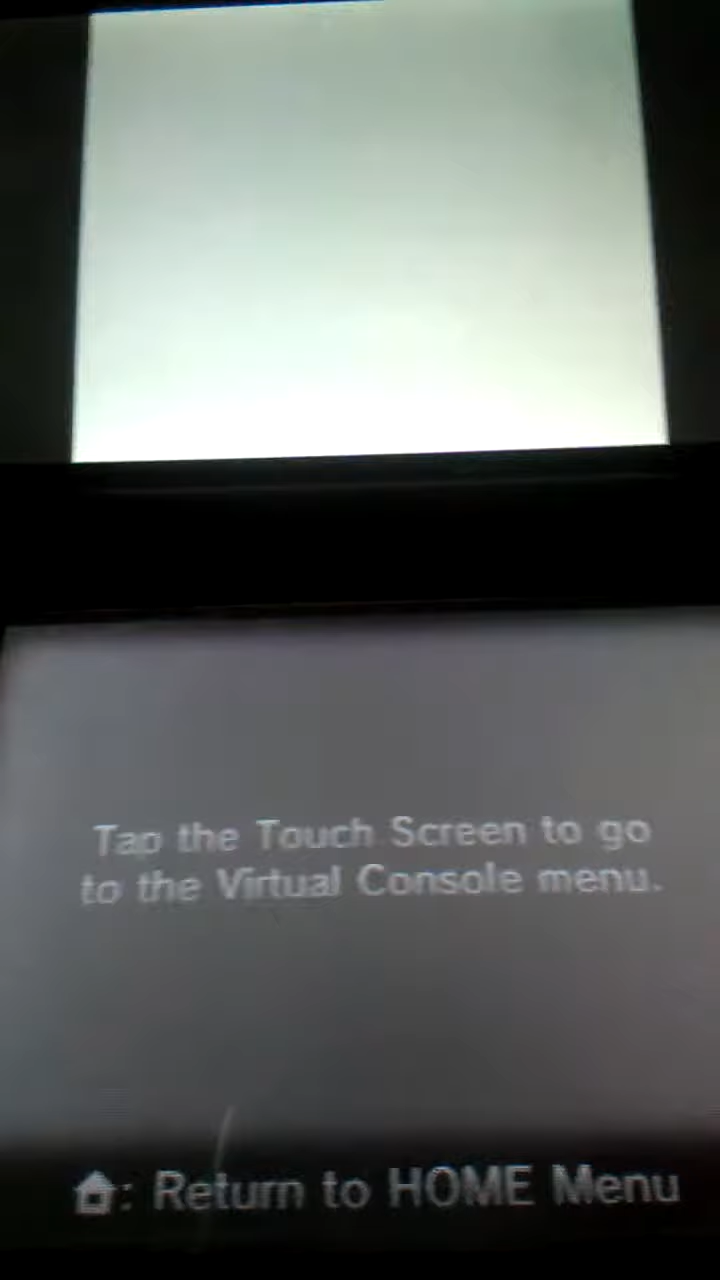 Tap the Touch Screen to go
to the Virtual Console menu.
: Return to HOME Menu